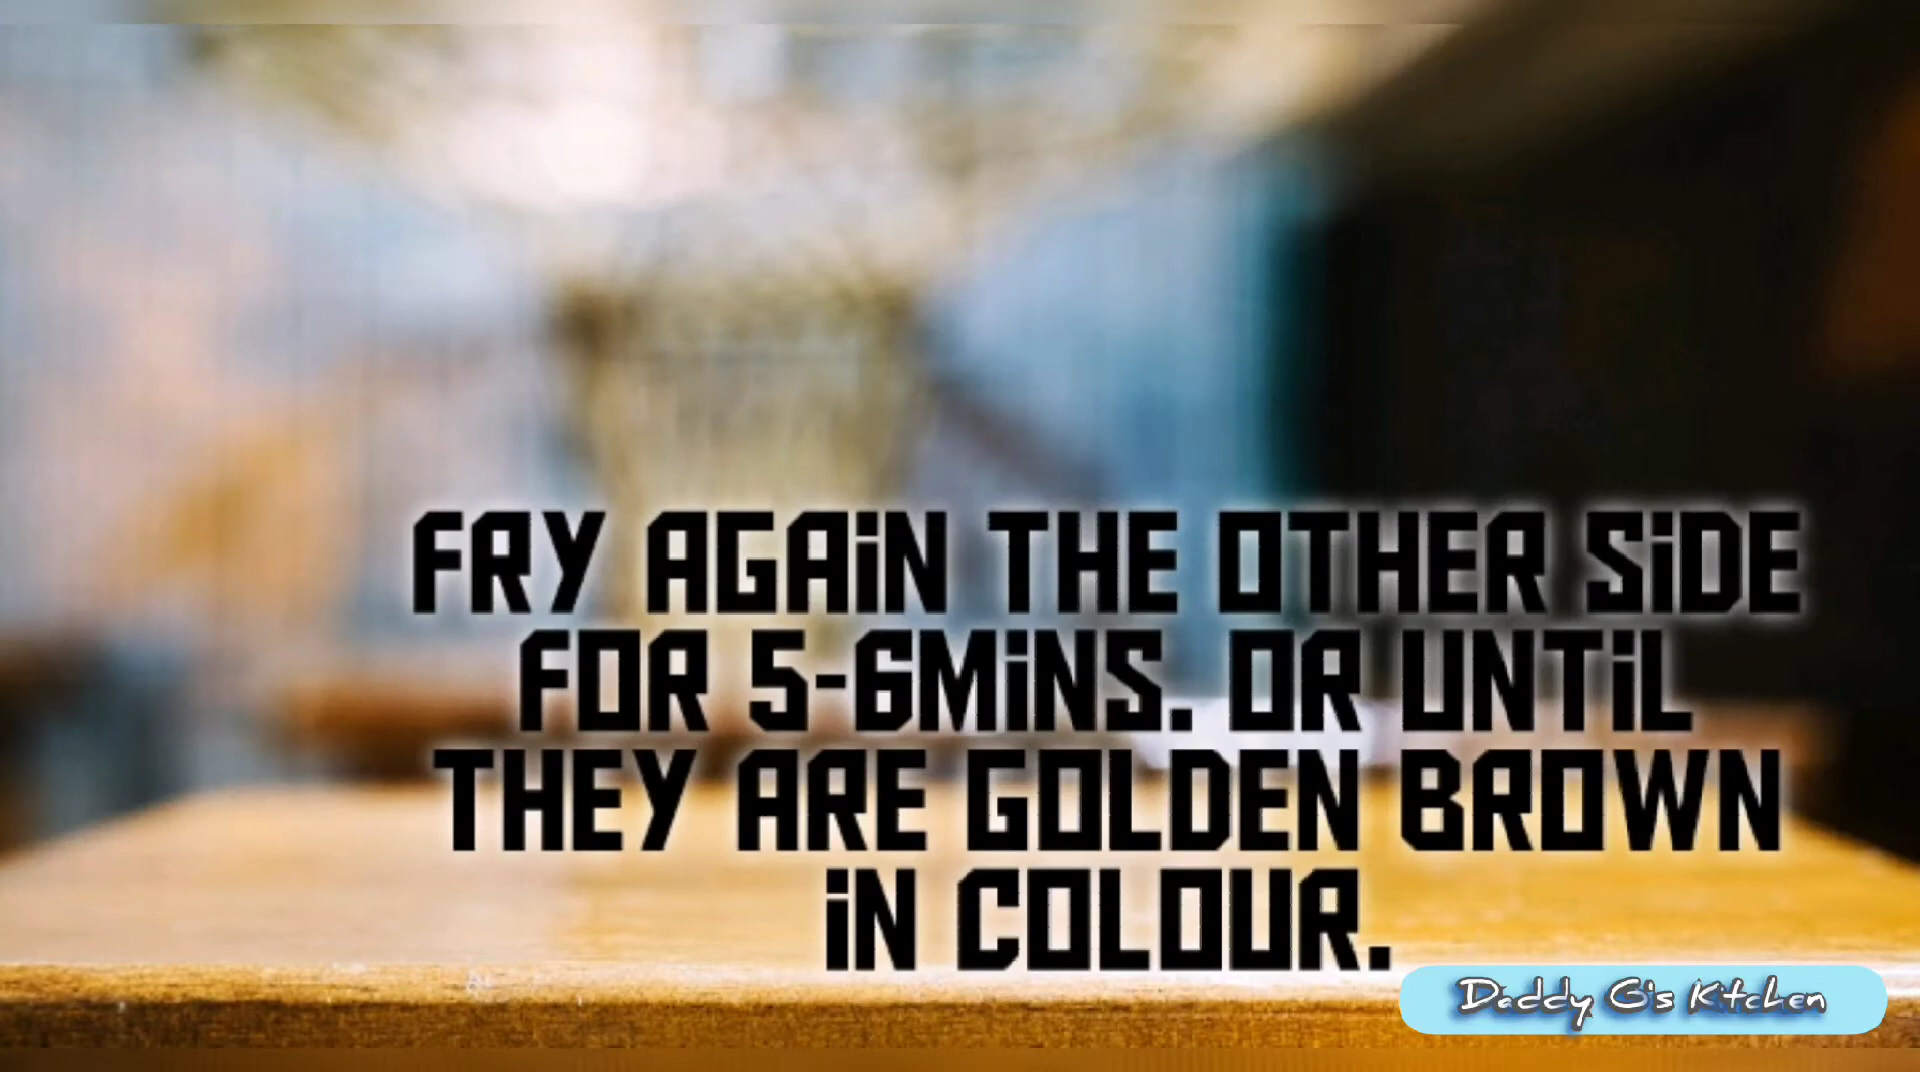 FRY AGAiN THE OTHER SiDE
FOR 5-6MiNS. OR UNTiL
THEY ARE GOLDEN BROWN
iN COLOUR.
Daddy G's Kitchen